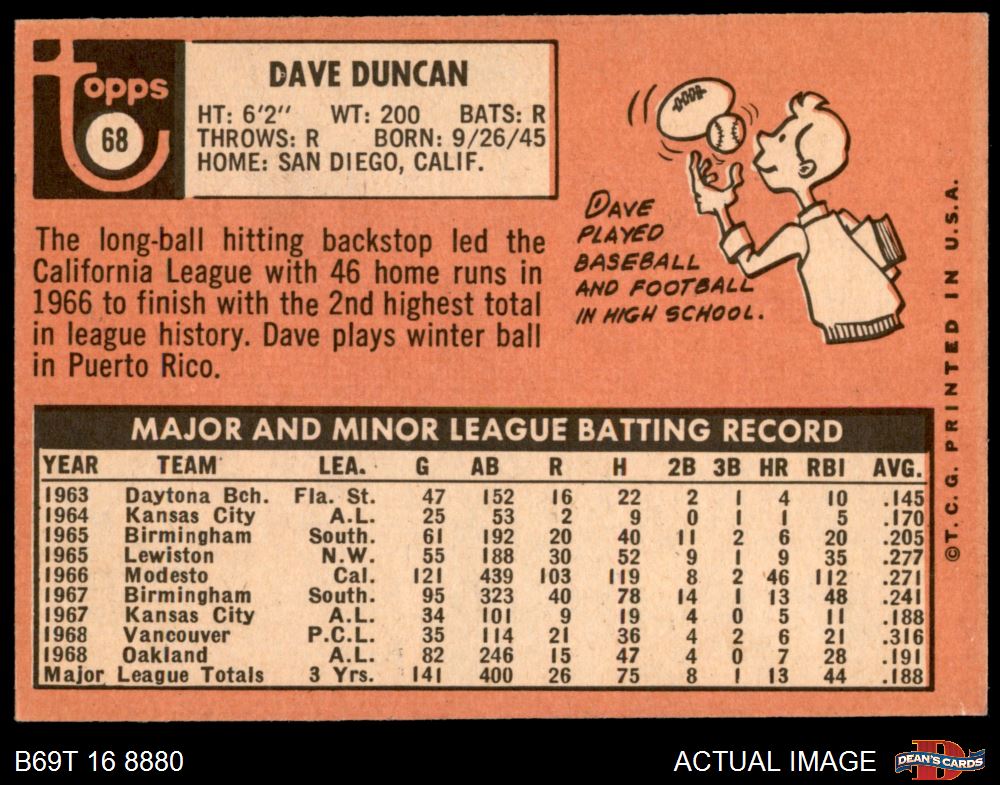 Topps
68
DAVE DUNCAN
HT: 6'2" WT: 200 BATS: R
THROWS: R BORN: 9/26/45
HOME: SAN DIEGO, CALIF.
The long-ball hitting backstop led the
California League with 46 home runs in
1966 to finish with the 2nd highest total
in league history. Dave plays winter ball
in Puerto Rico.
DAVE
PLAYED
BASEBALL
AND FOOTBALL
IN HIGH SCHOOL.
©T. C. G. PRINTED IN U.S.A.
MAJOR AND MINOR LEAGUE BATTING RECORD
YEAR TEAM LEA. G AB R H 2B 3B HR RBI AVG.
1963 Daytona Bch. Fla. St. 47 152 16 22 2 1 4 10 .145
1964 Kansas City A.L. 25 53 2 9 0 1 1 5 .170
1965 Birmingham South. 61 192 20 40 11 2 6 20 .205
1965 Lewiston N.W. 55 188 30 52 9 1 9 35 .277
1966 Modesto Cal. 121 439 103 119 8 2 46 112 .271
1967 Birmingham South. 95 323 40 78 14 1 13 48 .241
1967 Kansas City A.L. 34 101 9 19 4 0 5 11 .188
1968 Vancouver P.C.L. 35 114 21 36 4 2 6 21 .316
1968 Oakland A.L. 82 246 15 47 4 0 7 28 .191
Major League Totals 3 Yrs. 141 400 26 75 8 1 13 44 .188
B69T 16 8880
ACTUAL IMAGE
DEAN'S CARDS